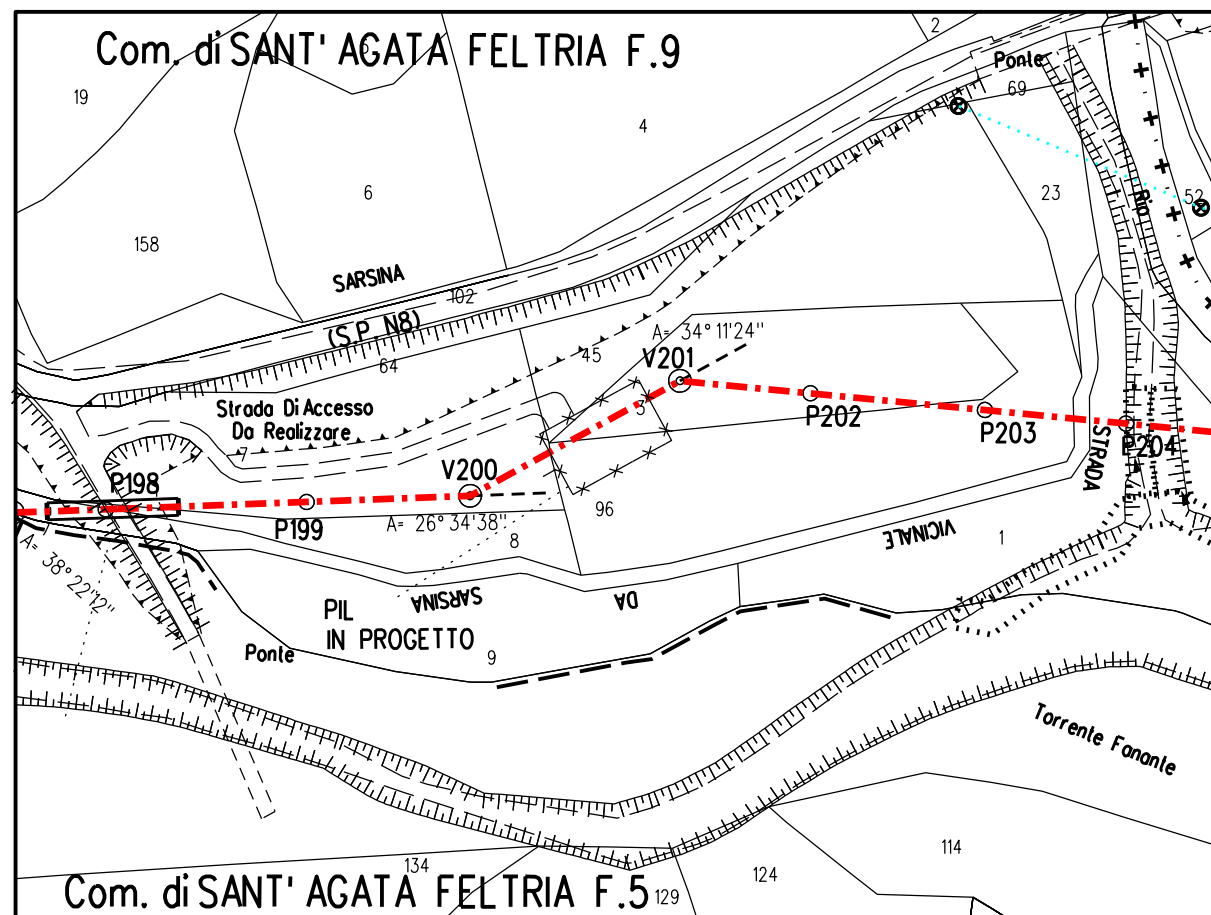 Com. di SANT' AGATA FELTRIA F.9
2
19
4
Ponte
69
6
23
52
Rio
158
SARSINA
102
(S.P. N8)
64
45
A= 34°11'24"
V201
3
Strada Di Accesso
Da Realizzare
7
P202
P203
P204
STRADA
P198
V200
P199
A= 26°34'38"
96
8
VICINALE
1
A= 38°22'12"
SARSINA
DA
PIL
IN PROGETTO
Ponte
9
Torrente Fanante
134
114
124
129
Com. di SANT' AGATA FELTRIA F.5